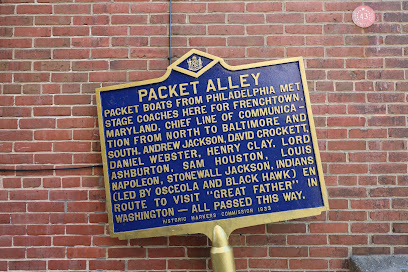 PACKET ALLEY
PACKET BOATS FROM PHILADELPHIA MET
STAGE COACHES HERE FOR FRENCHTOWN,
MARYLAND, CHIEF LINE OF COMMUNICA-
TION FROM NORTH TO BALTIMORE AND
SOUTH. ANDREW JACKSON, DAVID CROCKETT,
DANIEL WEBSTER, HENRY CLAY, LORD
ASHBURTON, SAM HOUSTON, LOUIS
NAPOLEON, STONEWALL JACKSON, INDIANS
(LED BY OSCEOLA AND BLACK HAWK) EN
ROUTE TO VISIT "GREAT FATHER" IN
WASHINGTON — ALL PASSED THIS WAY.
HISTORIC MARKERS COMMISSION 1933